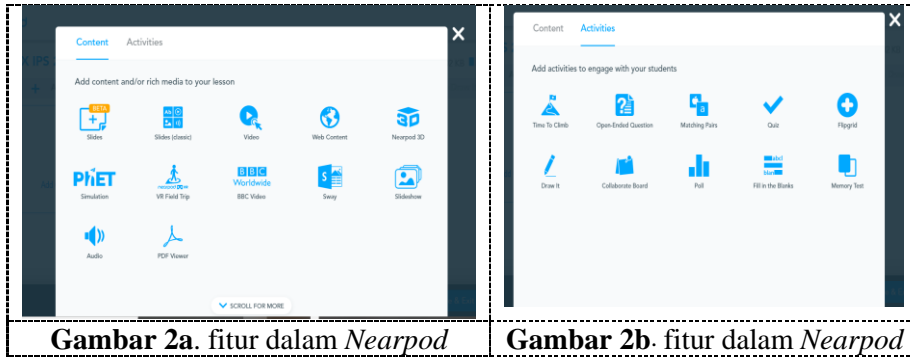 Content Activities
Add content and/or rich media to your lesson
BETA
Slides
Slides (classic)
Video
Web Content
3D
Nearpod 3D
PhET
Simulation
nearpod VR
VR Field Trip
BBC
Worldwide
BBC Video
S
Sway
Slideshow
Audio
PDF Viewer
SCROLL FOR MORE
Gambar 2a. fitur dalam Nearpod
Content Activities
Add activities to engage with your students
Time To Climb
Open-Ended Question
a
Matching Pairs
Quiz
Flipgrid
Draw It
Collaborate Board
Poll
Fill in the Blanks
Memory Test
Gambar 2b. fitur dalam Nearpod